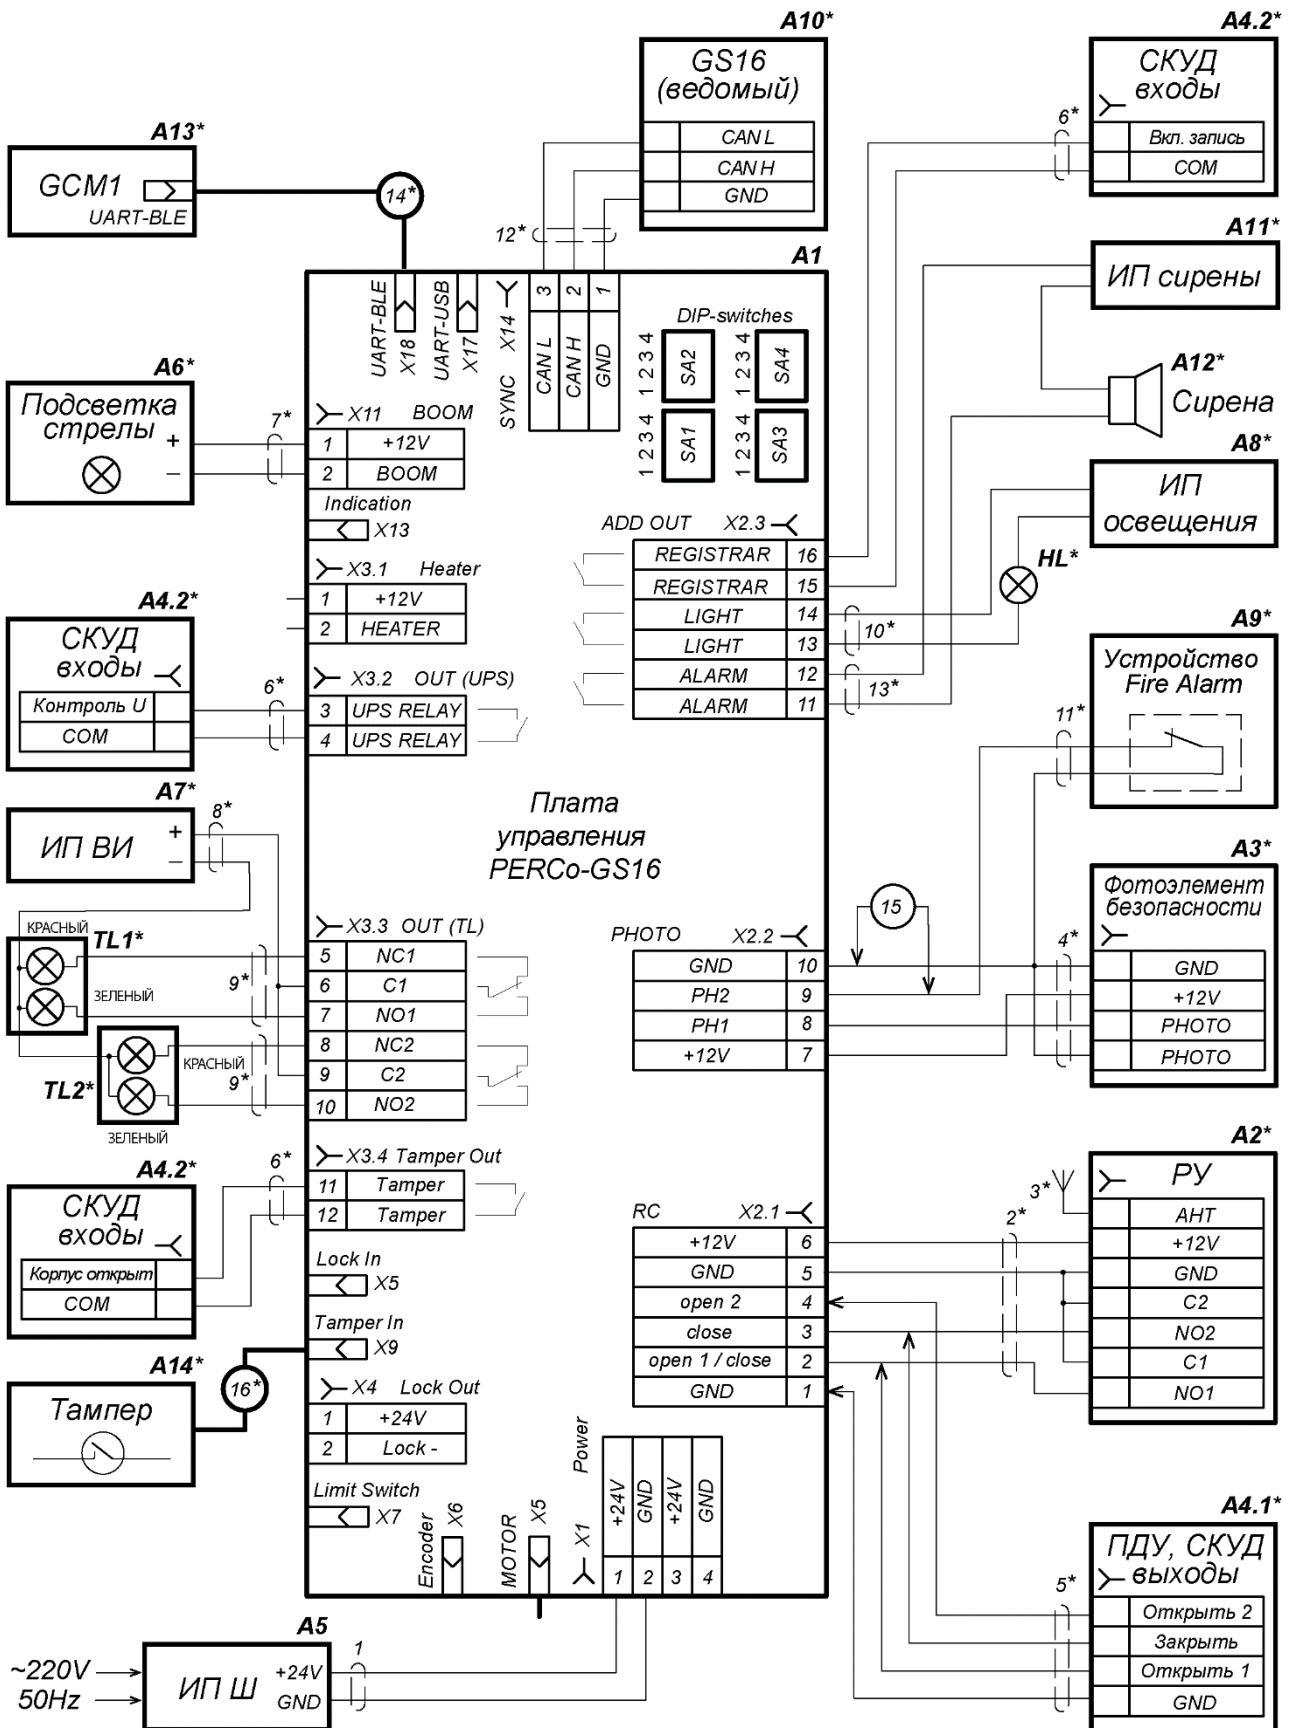 A10*
GS16
(ведомый)
CAN L
CAN H
GND
A4.2*
СКУД
входы
Вкл. запись
COM
6*
A13*
GCM1
UART-BLE
14*
12*
A1
A11*
ИП сирены
UART-BLE
X18
UART-USB
X17
SYNC X14
3 2 1
CAN L
CAN H
GND
DIP-switches
1 2 3 4 SA2
1 2 3 4 SA4
1 2 3 4 SA1
1 2 3 4 SA3
A12*
Сирена
A6*
Подсветка
стрелы
+
–
7*
X11 BOOM
1 +12V
2 BOOM
Indication
X13
A8*
ИП
освещения
HL*
ADD OUT X2.3
REGISTRAR 16
REGISTRAR 15
LIGHT 14
LIGHT 13
ALARM 12
ALARM 11
10*
13*
X3.1 Heater
1 +12V
2 HEATER
A4.2*
СКУД
входы
Контроль U
COM
6*
X3.2 OUT (UPS)
3 UPS RELAY
4 UPS RELAY
A9*
Устройство
Fire Alarm
11*
A7*
ИП ВИ
+
–
8*
Плата
управления
PERCo-GS16
A3*
Фотоэлемент
безопасности
GND
+12V
PHOTO
PHOTO
4*
15
PHOTO X2.2
GND 10
PH2 9
PH1 8
+12V 7
КРАСНЫЙ
TL1*
ЗЕЛЕНЫЙ
9*
X3.3 OUT (TL)
5 NC1
6 C1
7 NO1
8 NC2
9 C2
10 NO2
КРАСНЫЙ
TL2*
9*
ЗЕЛЕНЫЙ
A2*
РУ
АНТ
+12V
GND
C2
NO2
C1
NO1
3*
2*
A4.2*
СКУД
входы
Корпус открыт
COM
6*
X3.4 Tamper Out
11 Tamper
12 Tamper
RC X2.1
+12V 6
GND 5
open 2 4
close 3
open 1 / close 2
GND 1
Lock In
X5
Tamper In
X9
A14*
Тампер
16*
X4 Lock Out
1 +24V
2 Lock -
Limit Switch
X7
Encoder X6
MOTOR X5
X1 Power
+24V
GND
+24V
GND
1 2 3 4
A4.1*
ПДУ, СКУД
выходы
Открыть 2
Закрыть
Открыть 1
GND
5*
A5
~220V
50Hz
ИП Ш
+24V
GND
1